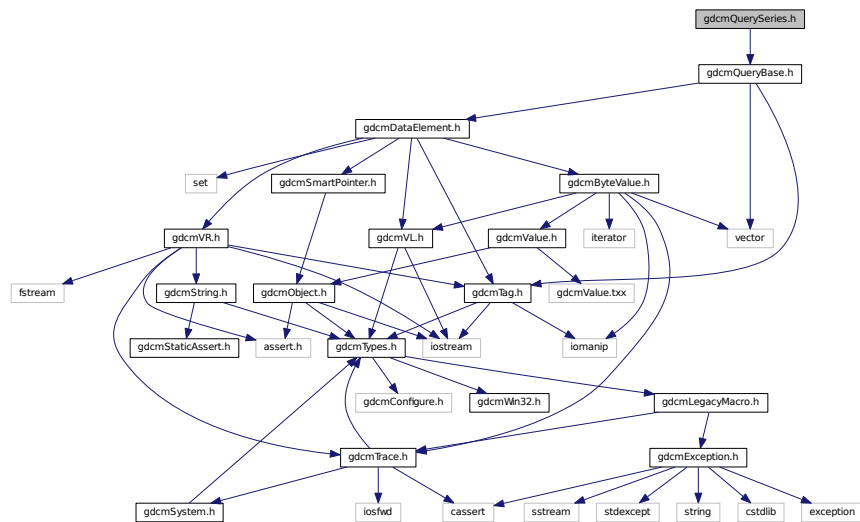 gdcmQuerySeries.h
gdcmQueryBase.h
gdcmDataElement.h
set
gdcmSmartPointer.h
gdcmByteValue.h
gdcmVR.h
gdcmVL.h
gdcmValue.h
iterator
vector
fstream
gdcmString.h
gdcmObject.h
gdcmTag.h
gdcmValue.txx
gdcmStaticAssert.h
assert.h
gdcmTypes.h
iostream
iomanip
gdcmConfigure.h
gdcmWin32.h
gdcmLegacyMacro.h
gdcmTrace.h
gdcmException.h
gdcmSystem.h
iosfwd
cassert
sstream
stdexcept
string
cstdlib
exception